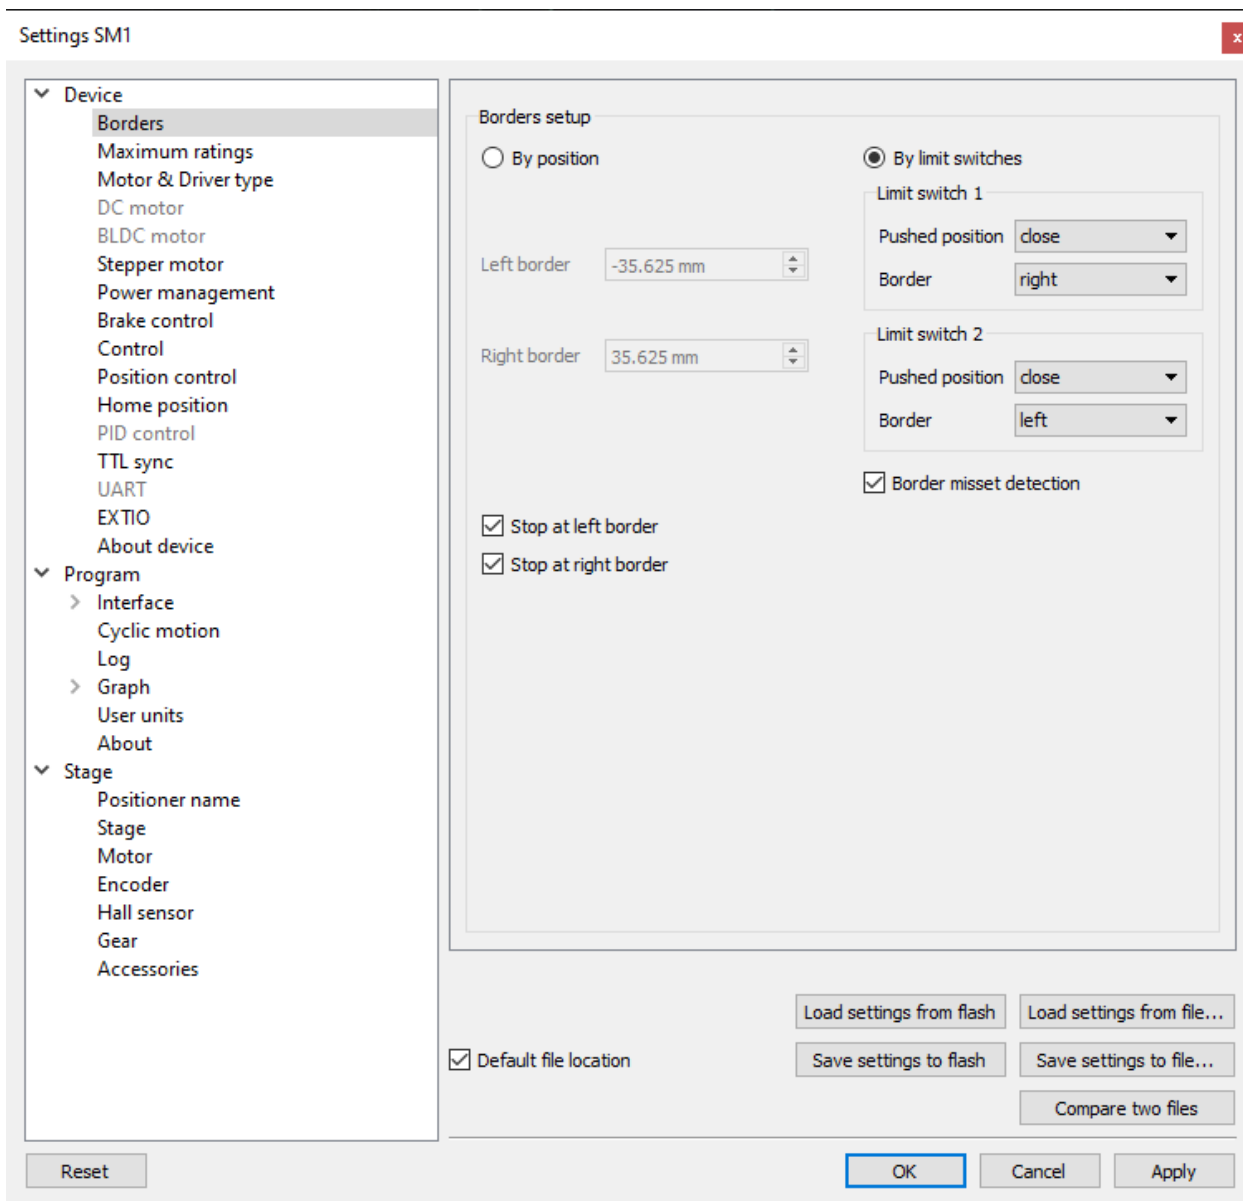 Settings SM1
x
Device
Borders
Maximum ratings
Motor & Driver type
DC motor
BLDC motor
Stepper motor
Power management
Brake control
Control
Position control
Home position
PID control
TTL sync
UART
EXTIO
About device
Program
Interface
Cyclic motion
Log
Graph
User units
About
Stage
Positioner name
Stage
Motor
Encoder
Hall sensor
Gear
Accessories
Borders setup
By position
By limit switches
Limit switch 1
Pushed position close
Border right
Left border -35.625 mm
Limit switch 2
Right border 35.625 mm
Pushed position close
Border left
Border misset detection
Stop at left border
Stop at right border
Load settings from flash
Load settings from file...
Default file location
Save settings to flash
Save settings to file...
Compare two files
Reset
OK
Cancel
Apply